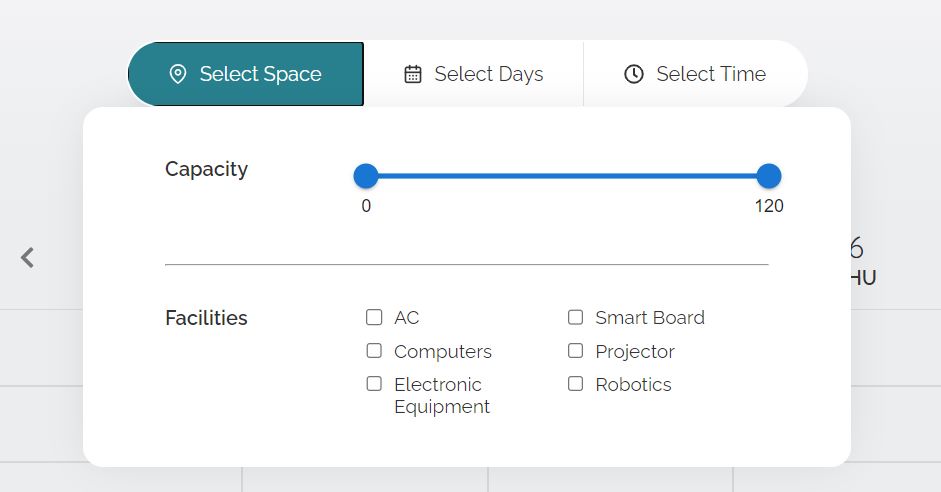 Select Space
Select Days
Select Time
Capacity
0
120
6
HU
Facilities
AC
Smart Board
Computers
Projector
Electronic
Equipment
Robotics